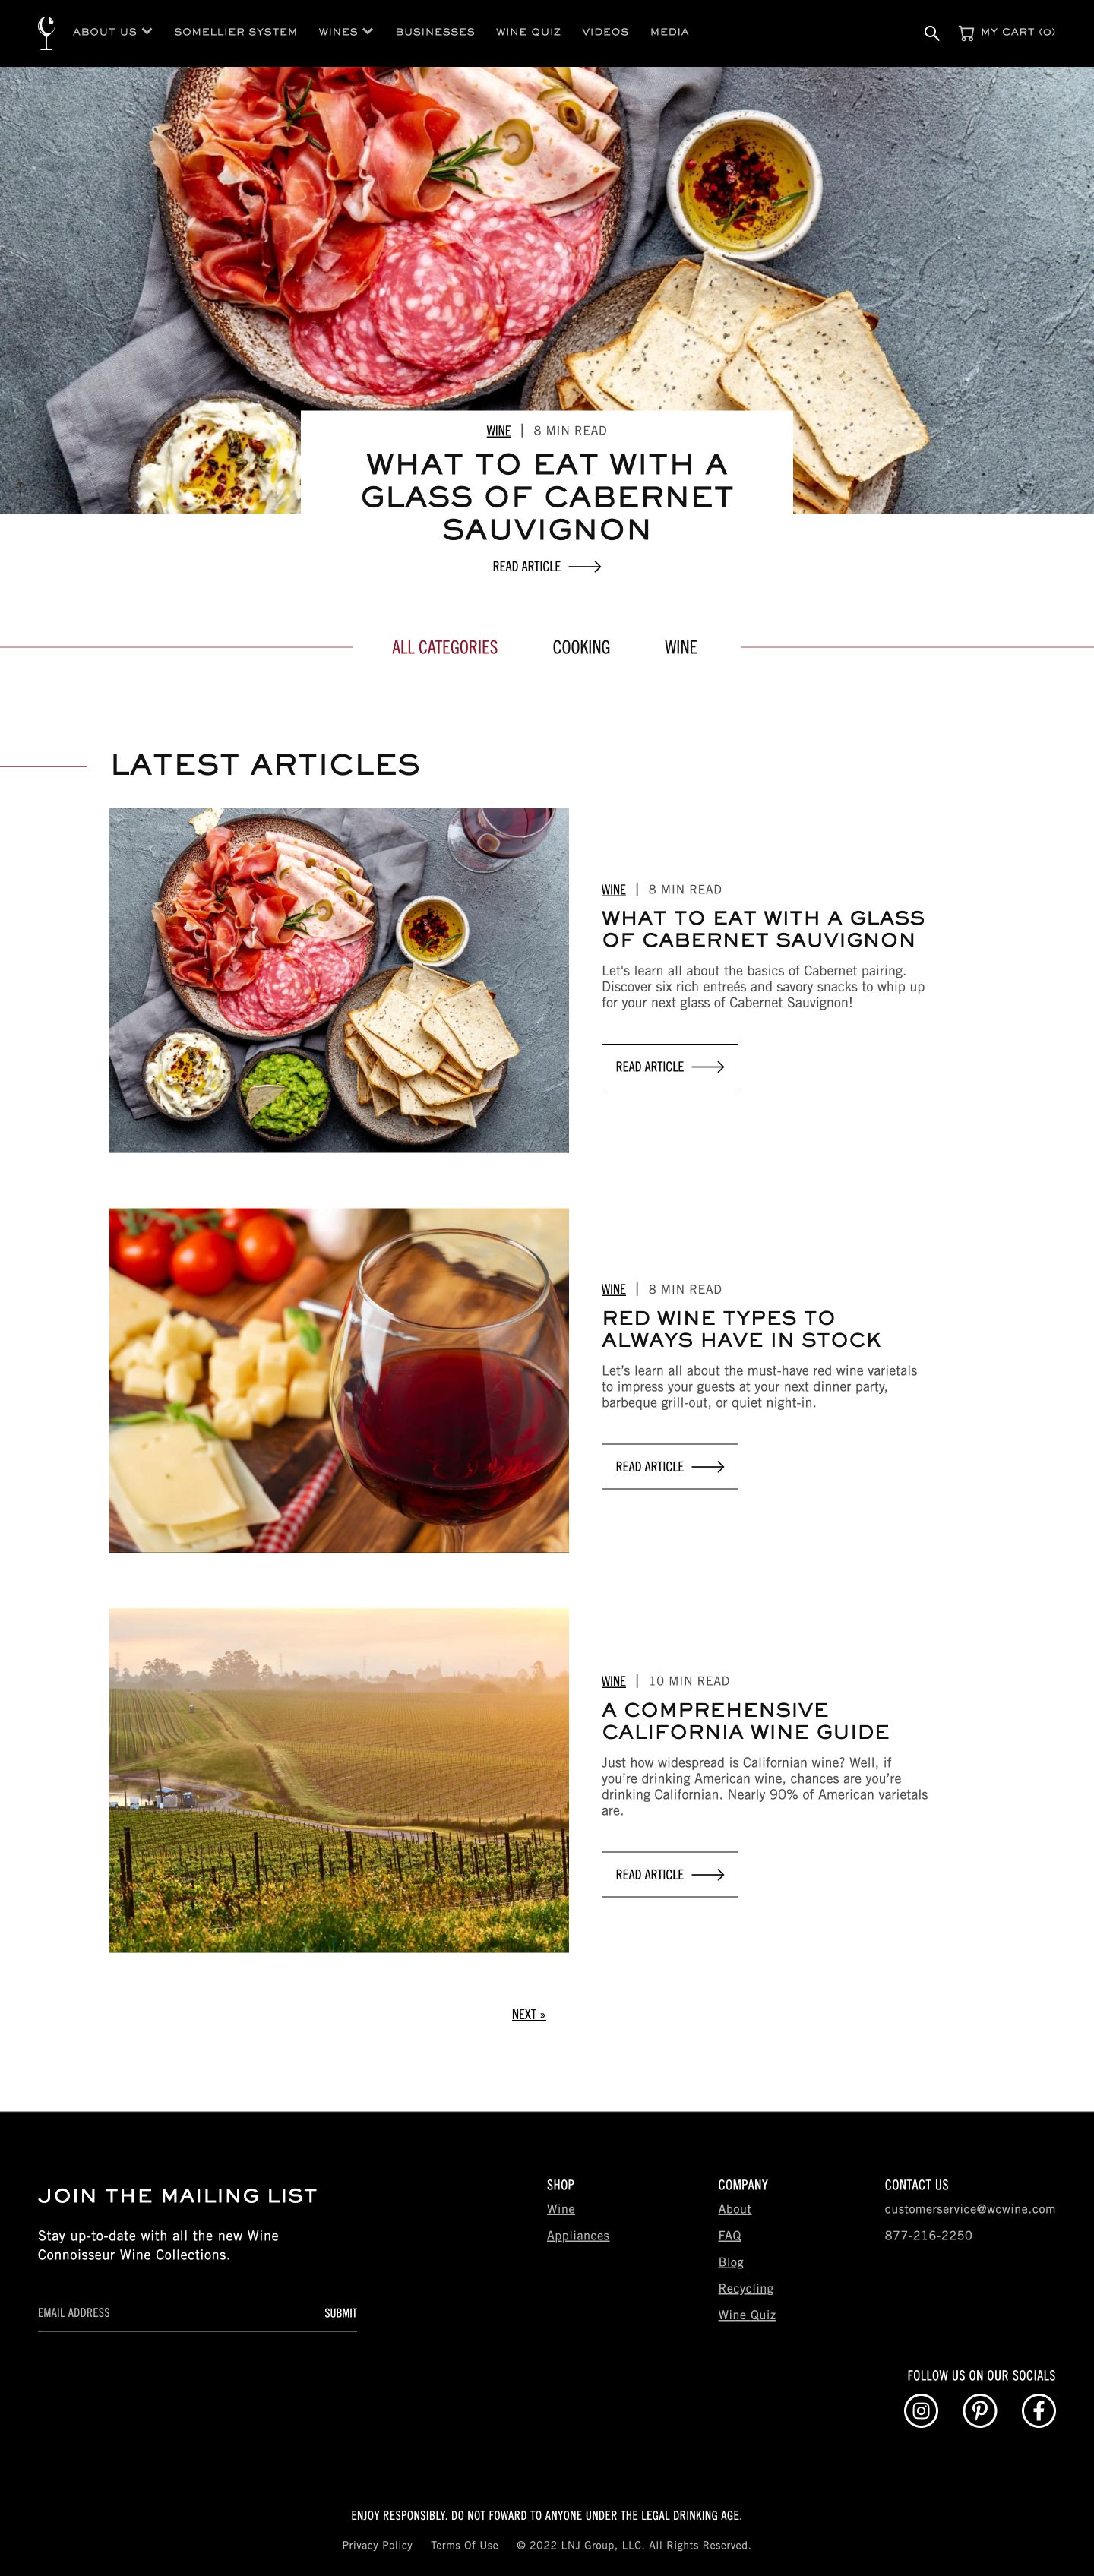 ABOUT US
SOMELLIER SYSTEM
WINES
BUSINESSES
WINE QUIZ
VIDEOS
MEDIA
MY CART (0)
WINE | 8 MIN READ
WHAT TO EAT WITH A
GLASS OF CABERNET
SAUVIGNON
READ ARTICLE
ALL CATEGORIES
COOKING
WINE
LATEST ARTICLES
WINE | 8 MIN READ
WHAT TO EAT WITH A GLASS
OF CABERNET SAUVIGNON
Let's learn all about the basics of Cabernet pairing.
Discover six rich entreés and savory snacks to whip up
for your next glass of Cabernet Sauvignon!
READ ARTICLE
WINE | 8 MIN READ
RED WINE TYPES TO
ALWAYS HAVE IN STOCK
Let’s learn all about the must-have red wine varietals
to impress your guests at your next dinner party,
barbeque grill-out, or quiet night-in.
READ ARTICLE
WINE | 10 MIN READ
A COMPREHENSIVE
CALIFORNIA WINE GUIDE
Just how widespread is Californian wine? Well, if
you’re drinking American wine, chances are you’re
drinking Californian. Nearly 90% of American varietals
are.
READ ARTICLE
NEXT »
JOIN THE MAILING LIST
Stay up-to-date with all the new Wine
Connoisseur Wine Collections.
EMAIL ADDRESS
SUBMIT
SHOP
Wine
Appliances
COMPANY
About
FAQ
Blog
Recycling
Wine Quiz
CONTACT US
customerservice@wcwine.com
877-216-2250
FOLLOW US ON OUR SOCIALS
ENJOY RESPONSIBLY. DO NOT FOWARD TO ANYONE UNDER THE LEGAL DRINKING AGE.
Privacy Policy
Terms Of Use
© 2022 LNJ Group, LLC. All Rights Reserved.